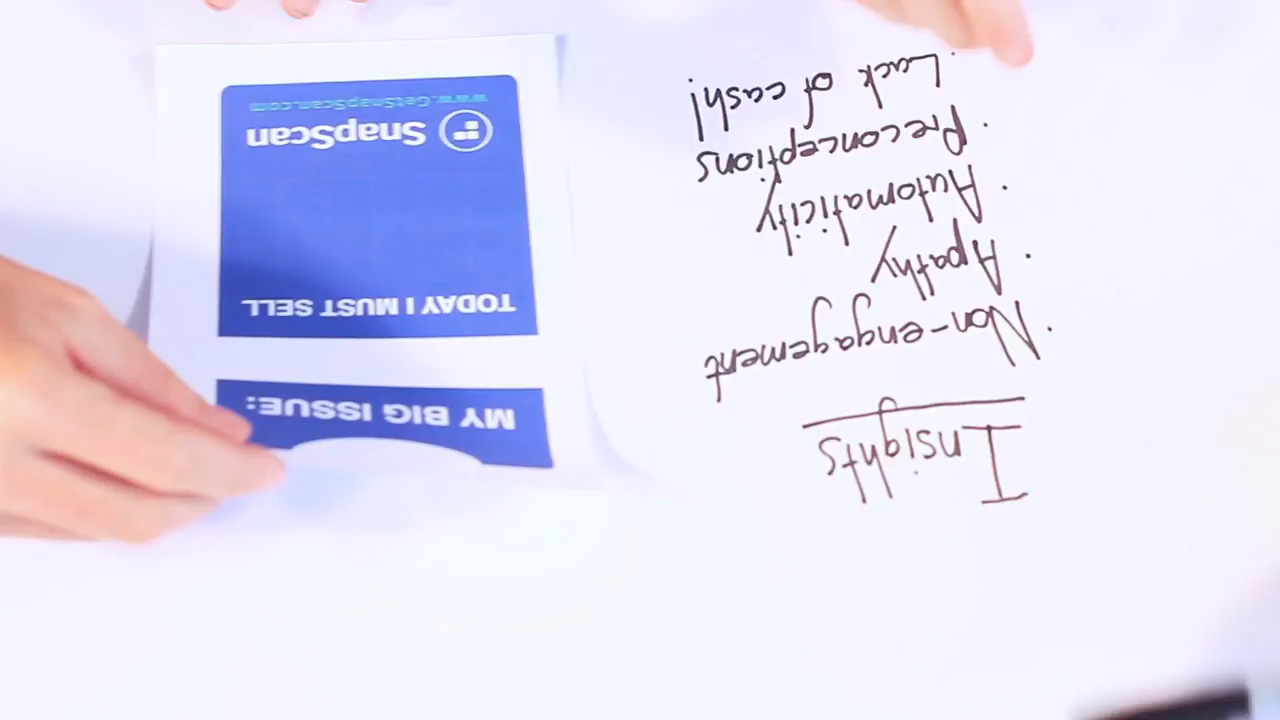 Insights
· Non-engagement
· Apathy
· Automaticity
· Preconceptions
· Lack of cash!
MY BIG ISSUE:
TODAY I MUST SELL
SnapScan
www.GetSnapScan.com